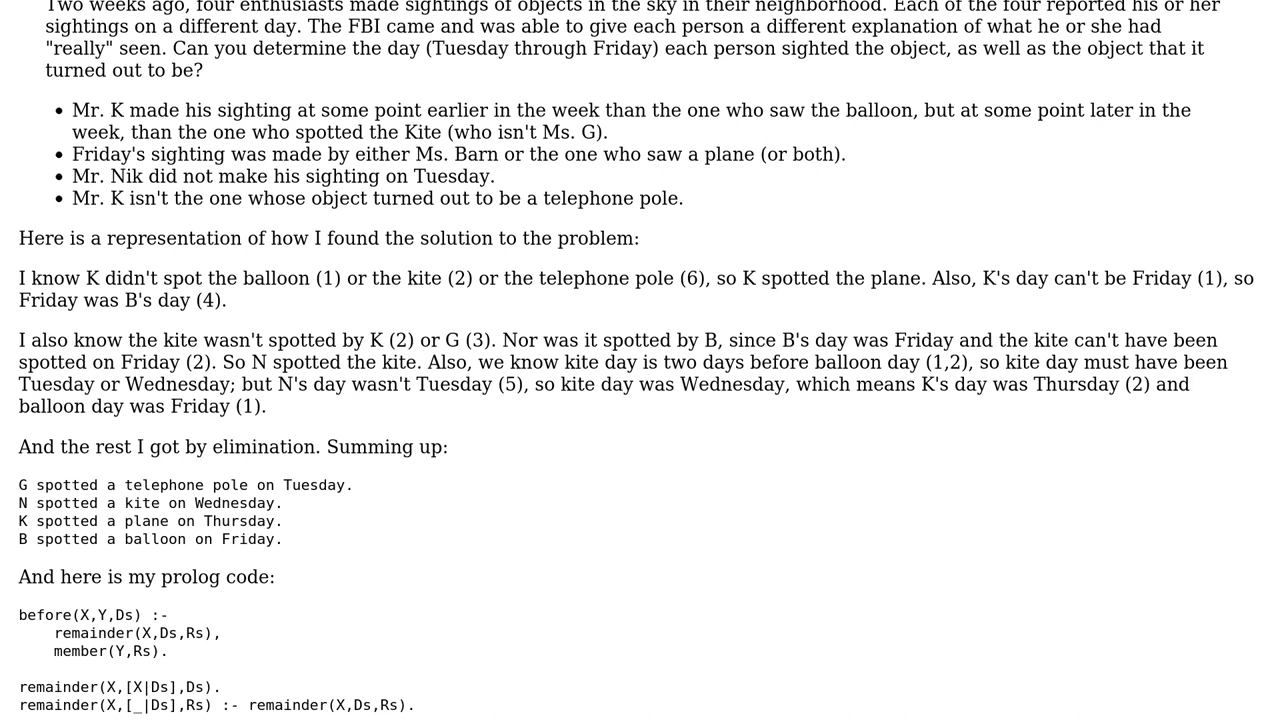 Two weeks ago, four enthusiasts made sightings of objects in the sky in their neighborhood. Each of the four reported his or her
sightings on a different day. The FBI came and was able to give each person a different explanation of what he or she had
"really" seen. Can you determine the day (Tuesday through Friday) each person sighted the object, as well as the object that it
turned out to be?
• Mr. K made his sighting at some point earlier in the week than the one who saw the balloon, but at some point later in the
week, than the one who spotted the Kite (who isn't Ms. G).
• Friday's sighting was made by either Ms. Barn or the one who saw a plane (or both).
• Mr. Nik did not make his sighting on Tuesday.
• Mr. K isn't the one whose object turned out to be a telephone pole.
Here is a representation of how I found the solution to the problem:
I know K didn't spot the balloon (1) or the kite (2) or the telephone pole (6), so K spotted the plane. Also, K's day can't be Friday (1), so
Friday was B's day (4).
I also know the kite wasn't spotted by K (2) or G (3). Nor was it spotted by B, since B's day was Friday and the kite can't have been
spotted on Friday (2). So N spotted the kite. Also, we know kite day is two days before balloon day (1,2), so kite day must have been
Tuesday or Wednesday; but N's day wasn't Tuesday (5), so kite day was Wednesday, which means K's day was Thursday (2) and
balloon day was Friday (1).
And the rest I got by elimination. Summing up:
G spotted a telephone pole on Tuesday.
N spotted a kite on Wednesday.
K spotted a plane on Thursday.
B spotted a balloon on Friday.
And here is my prolog code:
before(X,Y,Ds) :-
    remainder(X,Ds,Rs),
    member(Y,Rs).
remainder(X,[X|Ds],Ds).
remainder(X,[_|Ds],Rs) :- remainder(X,Ds,Rs).